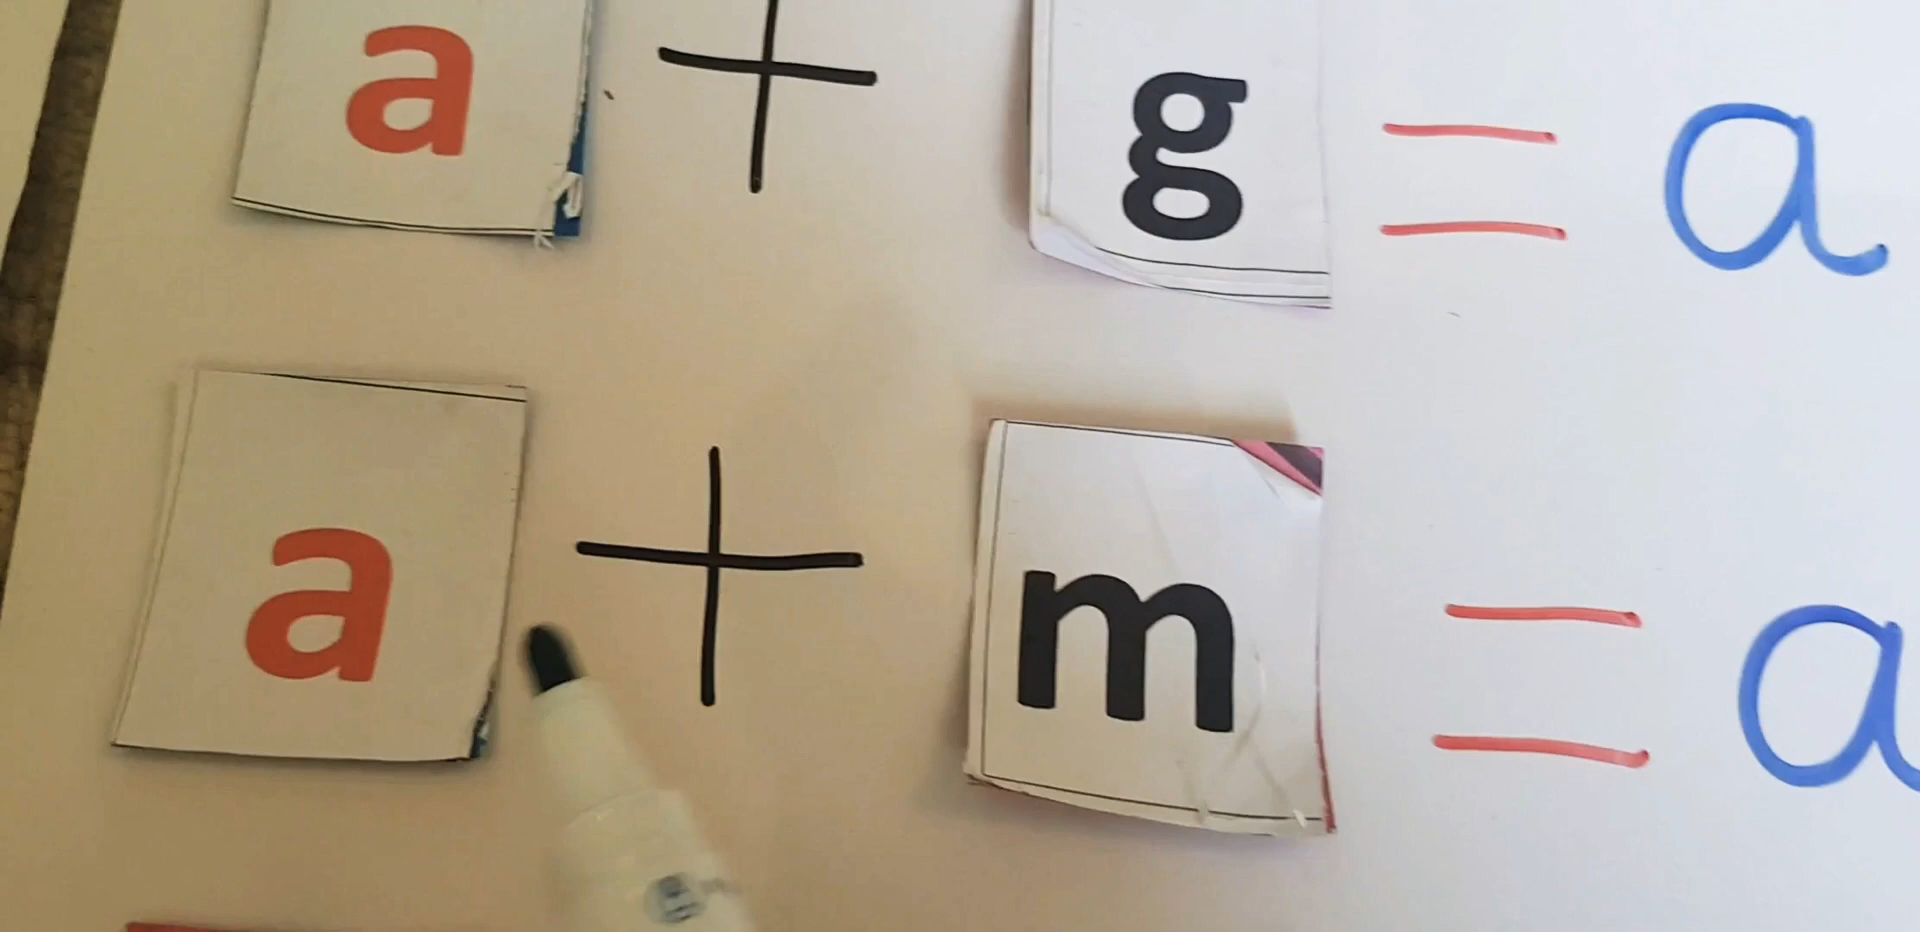 a + g = a
a + m = a